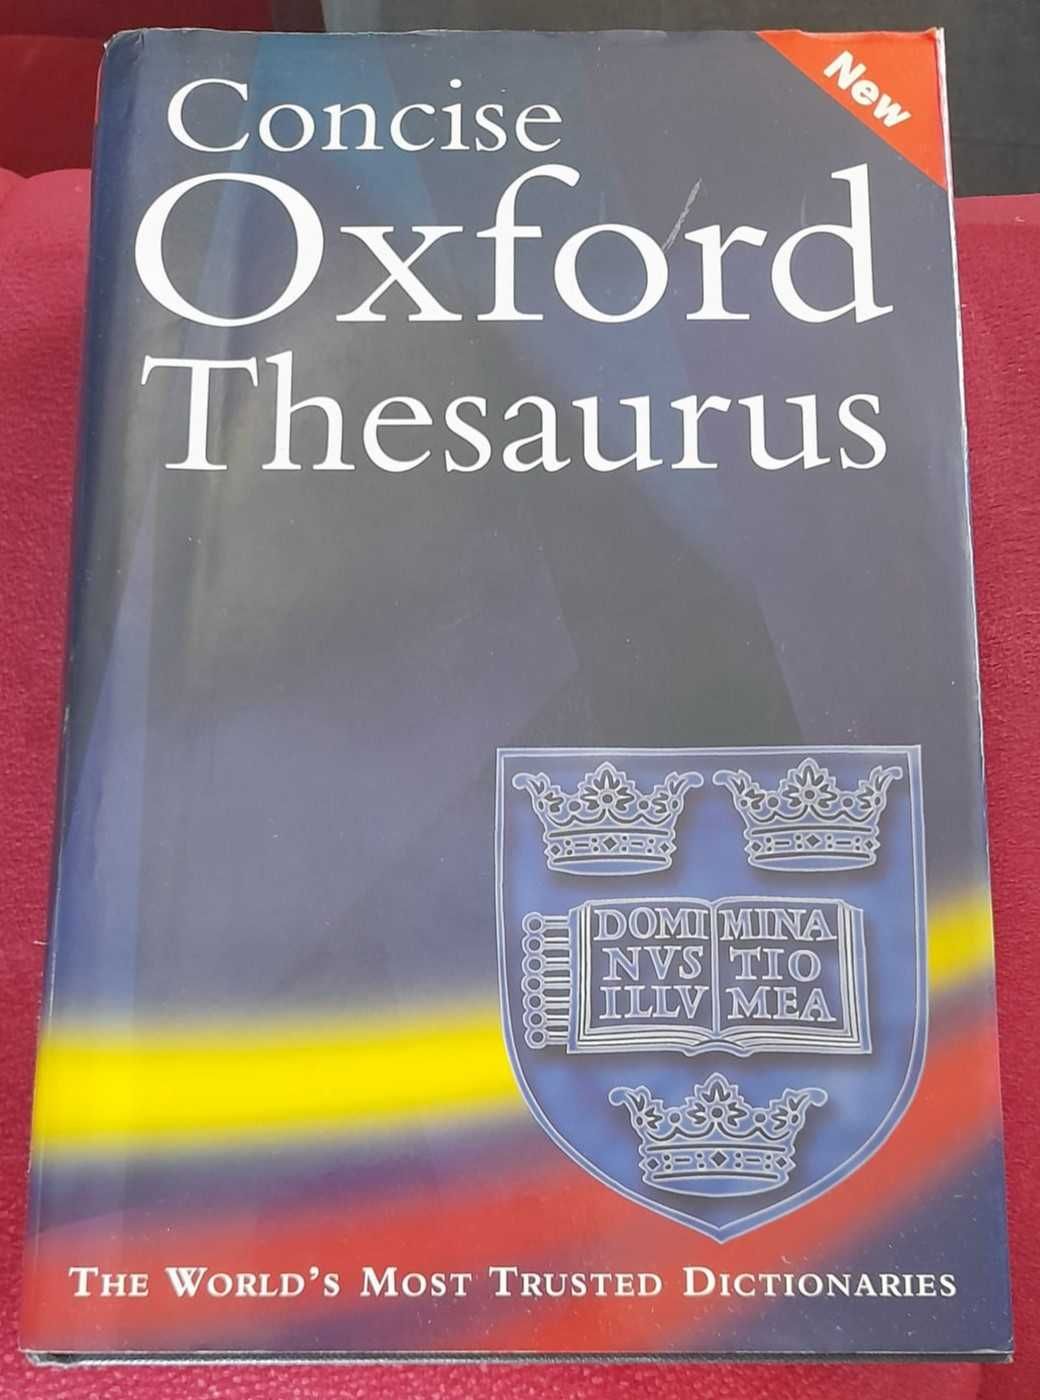 New
Concise
Oxford
Thesaurus
DOMI MINA
NVS TIO
ILLV MEA
THE WORLD'S MOST TRUSTED DICTIONARIES